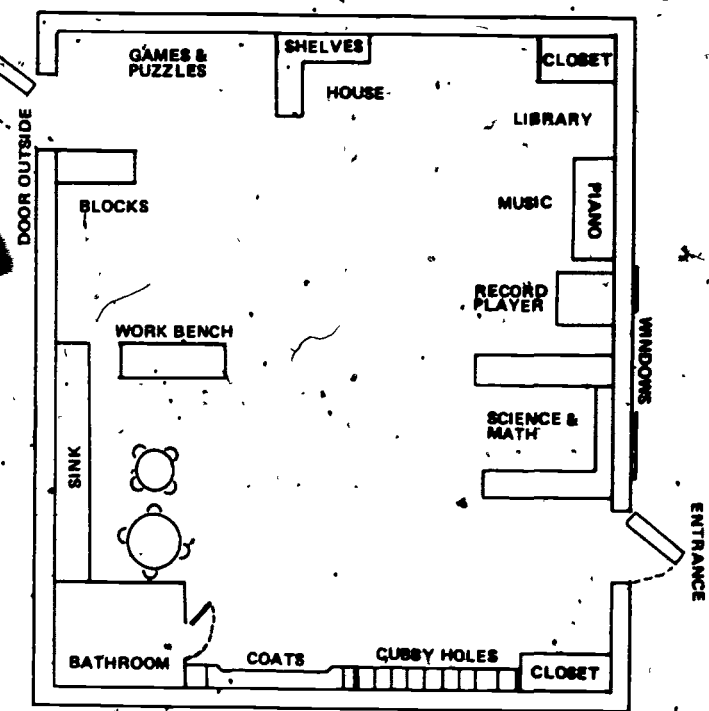 GAMES &
PUZZLES
SHELVES
HOUSE
CLOSET
LIBRARY
DOOR OUTSIDE
BLOCKS
MUSIC
PIANO
RECORD
PLAYER
WORK BENCH
WINDOWS
SCIENCE &
MATH
SINK
ENTRANCE
BATHROOM
COATS
CUBBY HOLES
CLOSET